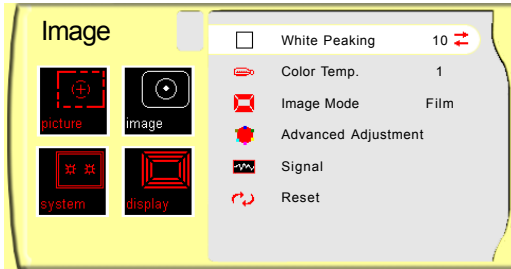 Image
picture
image
system
display
White Peaking 10
Color Temp. 1
Image Mode Film
Advanced Adjustment
Signal
Reset